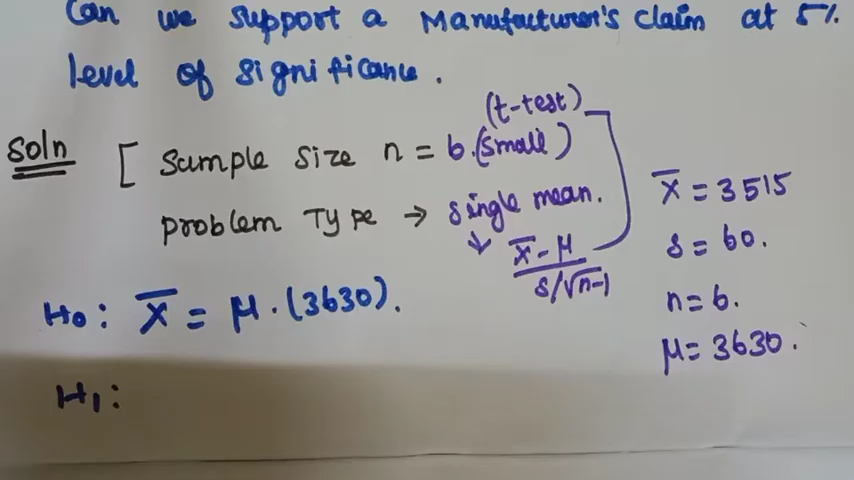 Can we support a Manufacturer's claim at 5%
level of significance.
(t-test)
Soln [ Sample size n = 6. (small)
problem Type → single mean.
x̄ - μ
s/√n-1
x̄ = 3515
s = 60.
n = 6.
μ = 3630.
H₀: x̄ = μ. (3630).
H₁: